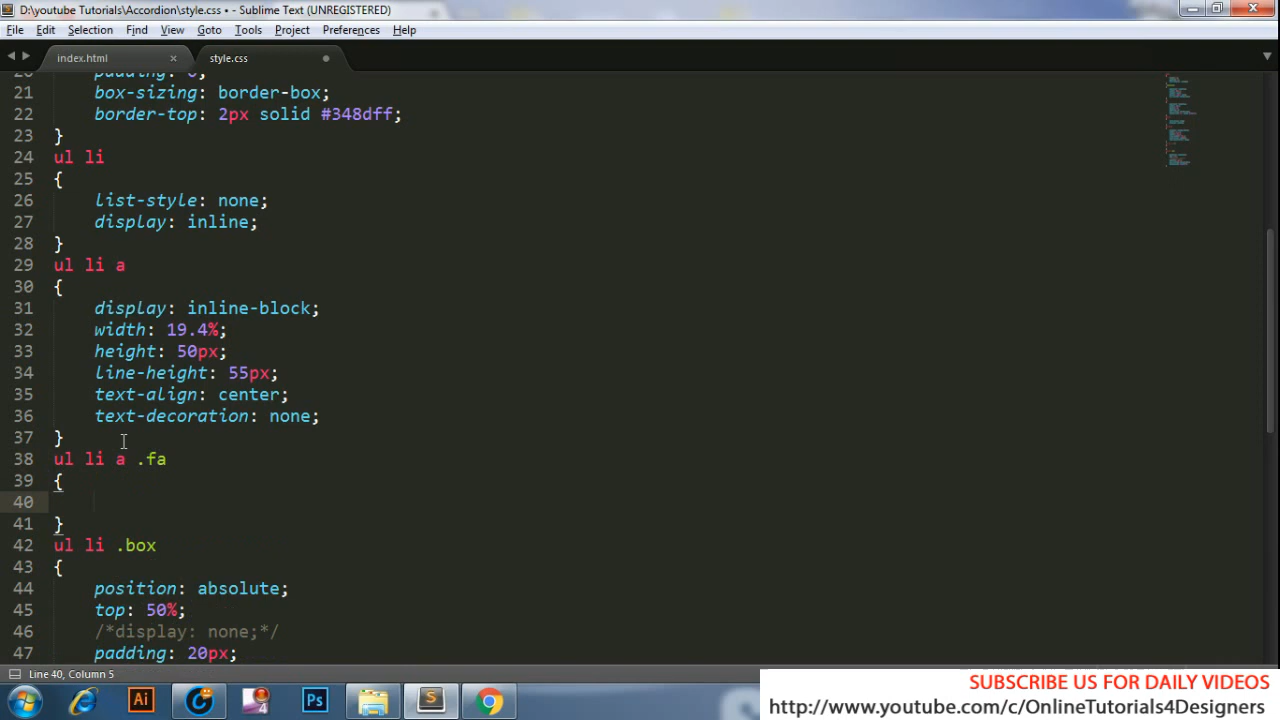 D:\youtube Tutorials\Accordion\style.css • - Sublime Text (UNREGISTERED)
File Edit Selection Find View Goto Tools Project Preferences Help
index.html style.css
20 padding: 0;
21 box-sizing: border-box;
22 border-top: 2px solid #348dff;
23 }
24 ul li
25 {
26 list-style: none;
27 display: inline;
28 }
29 ul li a
30 {
31 display: inline-block;
32 width: 19.4%;
33 height: 50px;
34 line-height: 55px;
35 text-align: center;
36 text-decoration: none;
37 }
38 ul li a .fa
39 {
40
41 }
42 ul li .box
43 {
44 position: absolute;
45 top: 50%;
46 /*display: none;*/
47 padding: 20px;
Line 40, Column 5
Ai 4 Ps S
SUBSCRIBE US FOR DAILY VIDEOS
http://www.youtube.com/c/OnlineTutorials4Designers